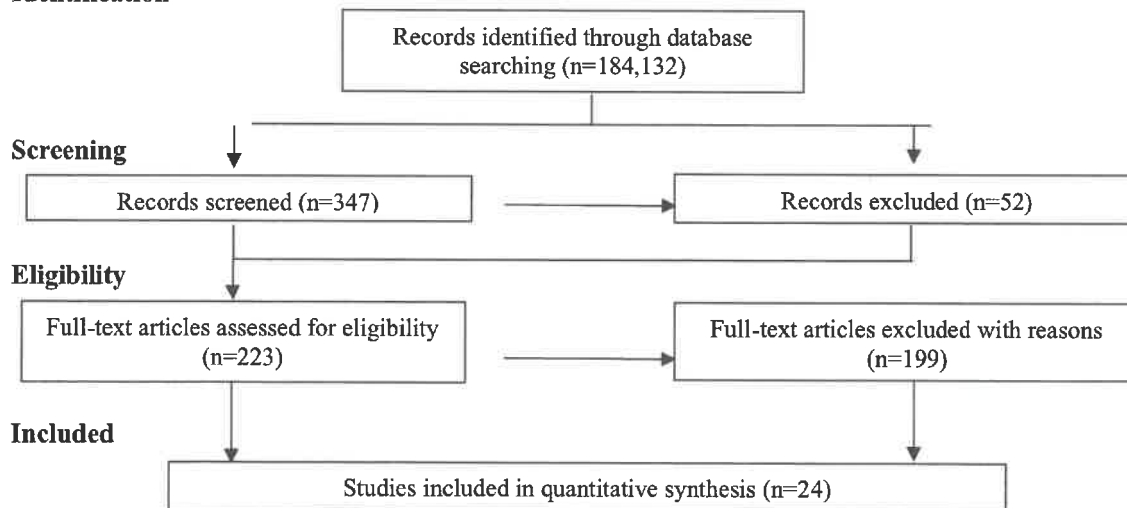 Records identified through database
searching (n=184,132)
Screening
Records screened (n=347)
Records excluded (n=52)
Eligibility
Full-text articles assessed for eligibility
(n=223)
Full-text articles excluded with reasons
(n=199)
Included
Studies included in quantitative synthesis (n=24)